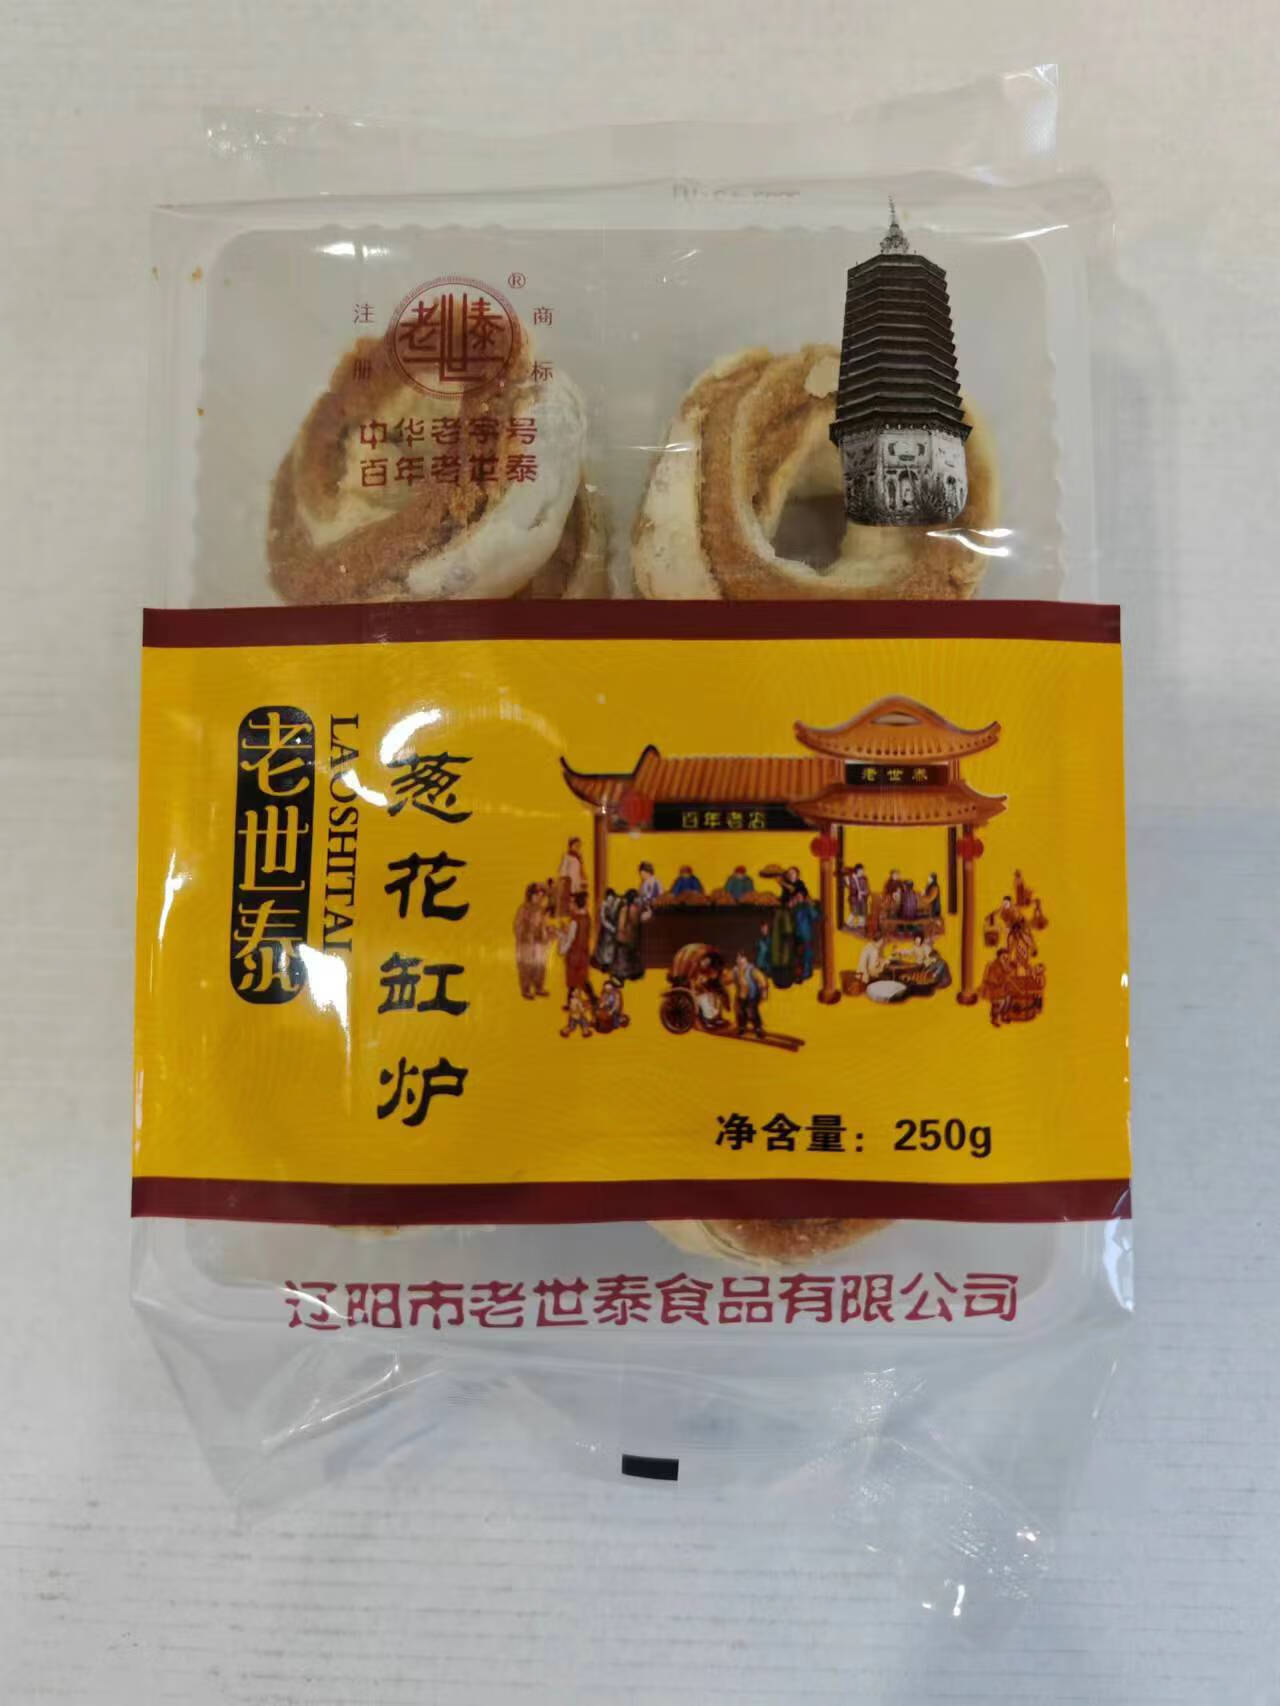 注 商
册 标
老世泰®
中华老字号
百年老世泰
老世泰
LAOSHITAI
葱花缸炉
百年老店
老世泰
净含量：250g
辽阳市老世泰食品有限公司